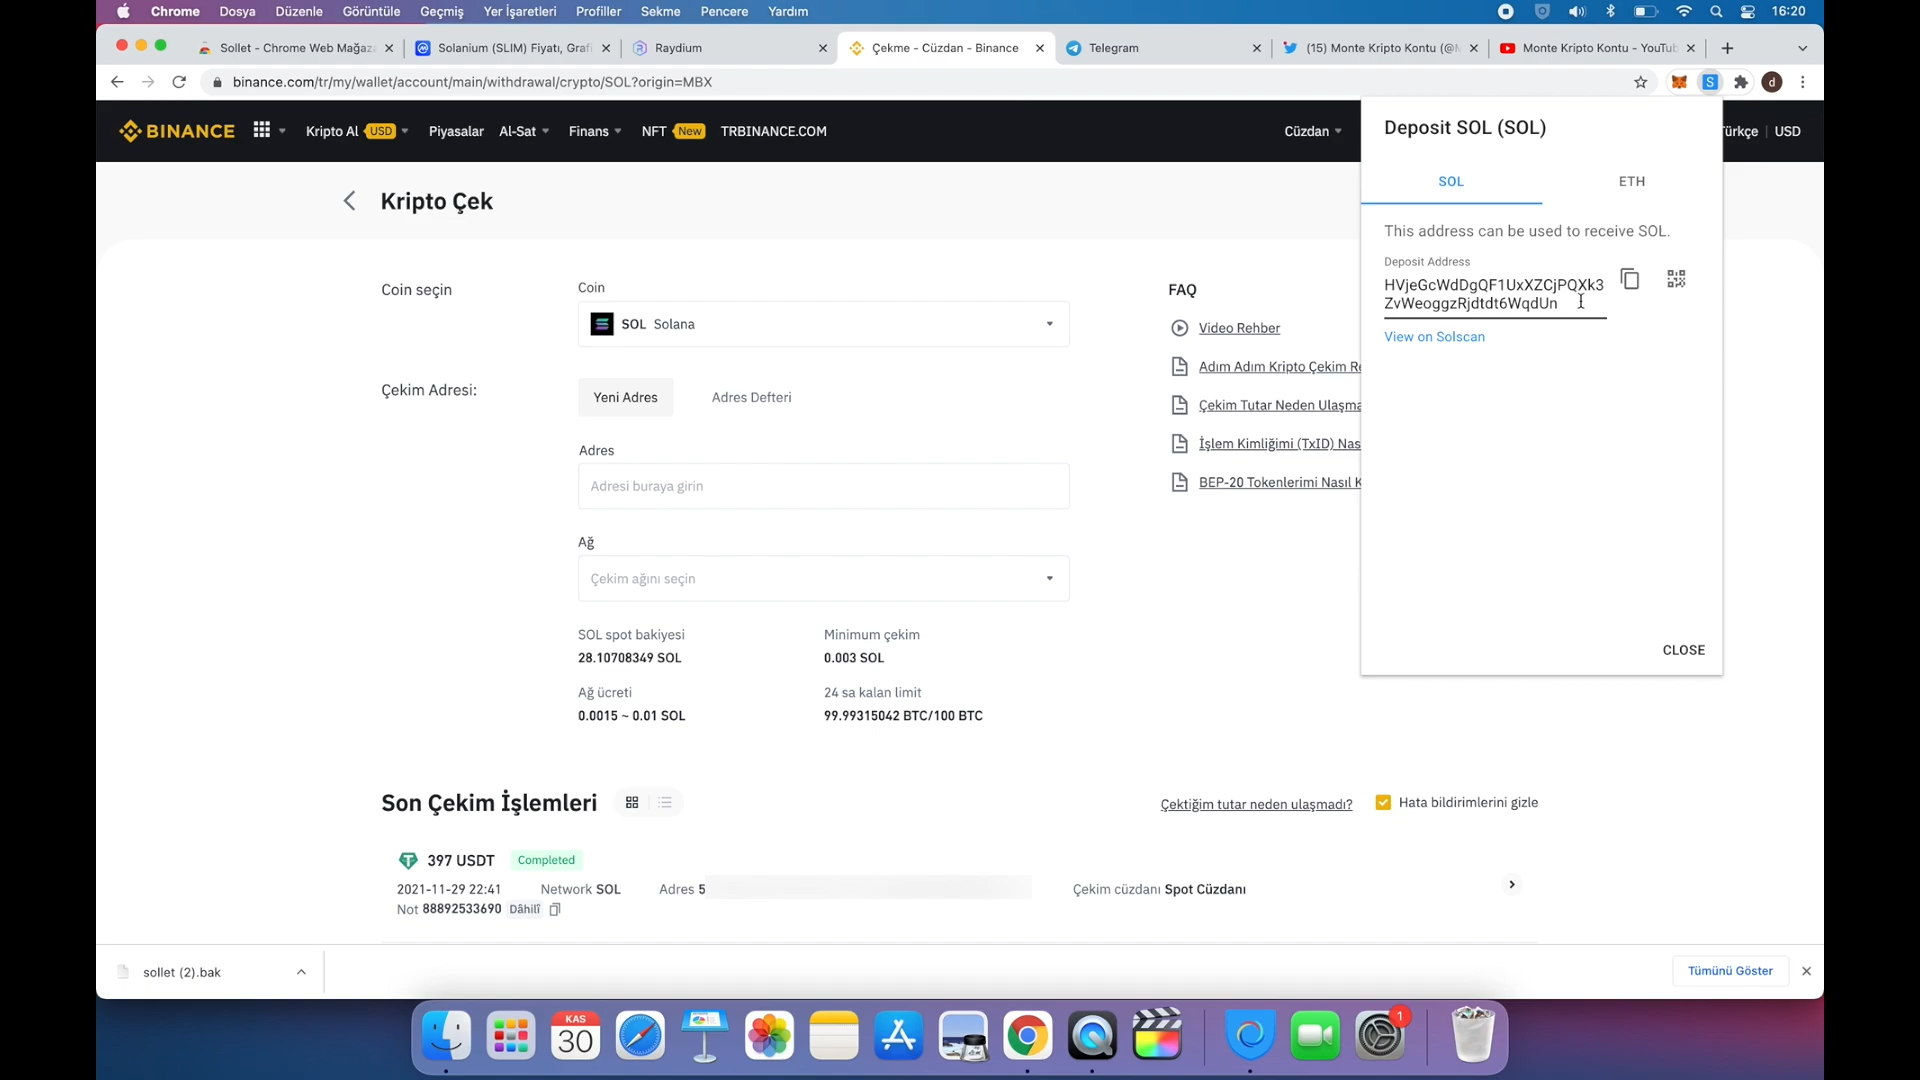 Chrome Dosya Düzenle Görüntüle Geçmiş Yer İşaretleri Profiller Sekme Pencere Yardım 16:20
Sollet - Chrome Web Mağaza
Solanium (SLIM) Fiyatı, Grafi
Raydium
Çekme - Cüzdan - Binance
Telegram
(15) Monte Kripto Kontu (@M
Monte Kripto Kontu - YouTub
binance.com/tr/my/wallet/account/main/withdrawal/crypto/SOL?origin=MBX
S
d
BINANCE Kripto Al USD Piyasalar Al-Sat Finans NFT New TRBINANCE.COM Cüzdan Türkçe | USD
Kripto Çek
Coin seçin
Coin
SOL Solana
Çekim Adresi:
Yeni Adres Adres Defteri
Adres
Adresi buraya girin
Ağ
Çekim ağını seçin
SOL spot bakiyesi Minimum çekim
28.10708349 SOL 0.003 SOL
Ağ ücreti 24 sa kalan limit
0.0015 ~ 0.01 SOL 99.99315042 BTC/100 BTC
FAQ
Video Rehber
Adım Adım Kripto Çekim Re
Çekim Tutar Neden Ulaşma
İşlem Kimliğimi (TxID) Nas
BEP-20 Tokenlerimi Nasıl K
Deposit SOL (SOL)
SOL ETH
This address can be used to receive SOL.
Deposit Address
HVjeGcWdDgQF1UxXZCjPQXk3
ZvWeoggzRjdtdt6WqdUn
View on Solscan
CLOSE
Son Çekim İşlemleri
Çektiğim tutar neden ulaşmadı? Hata bildirimlerini gizle
397 USDT Completed
2021-11-29 22:41 Network SOL Adres 5 Çekim cüzdanı Spot Cüzdanı
Not 88892533690 Dâhilî
sollet (2).bak
Tümünü Göster
KAS
30
1